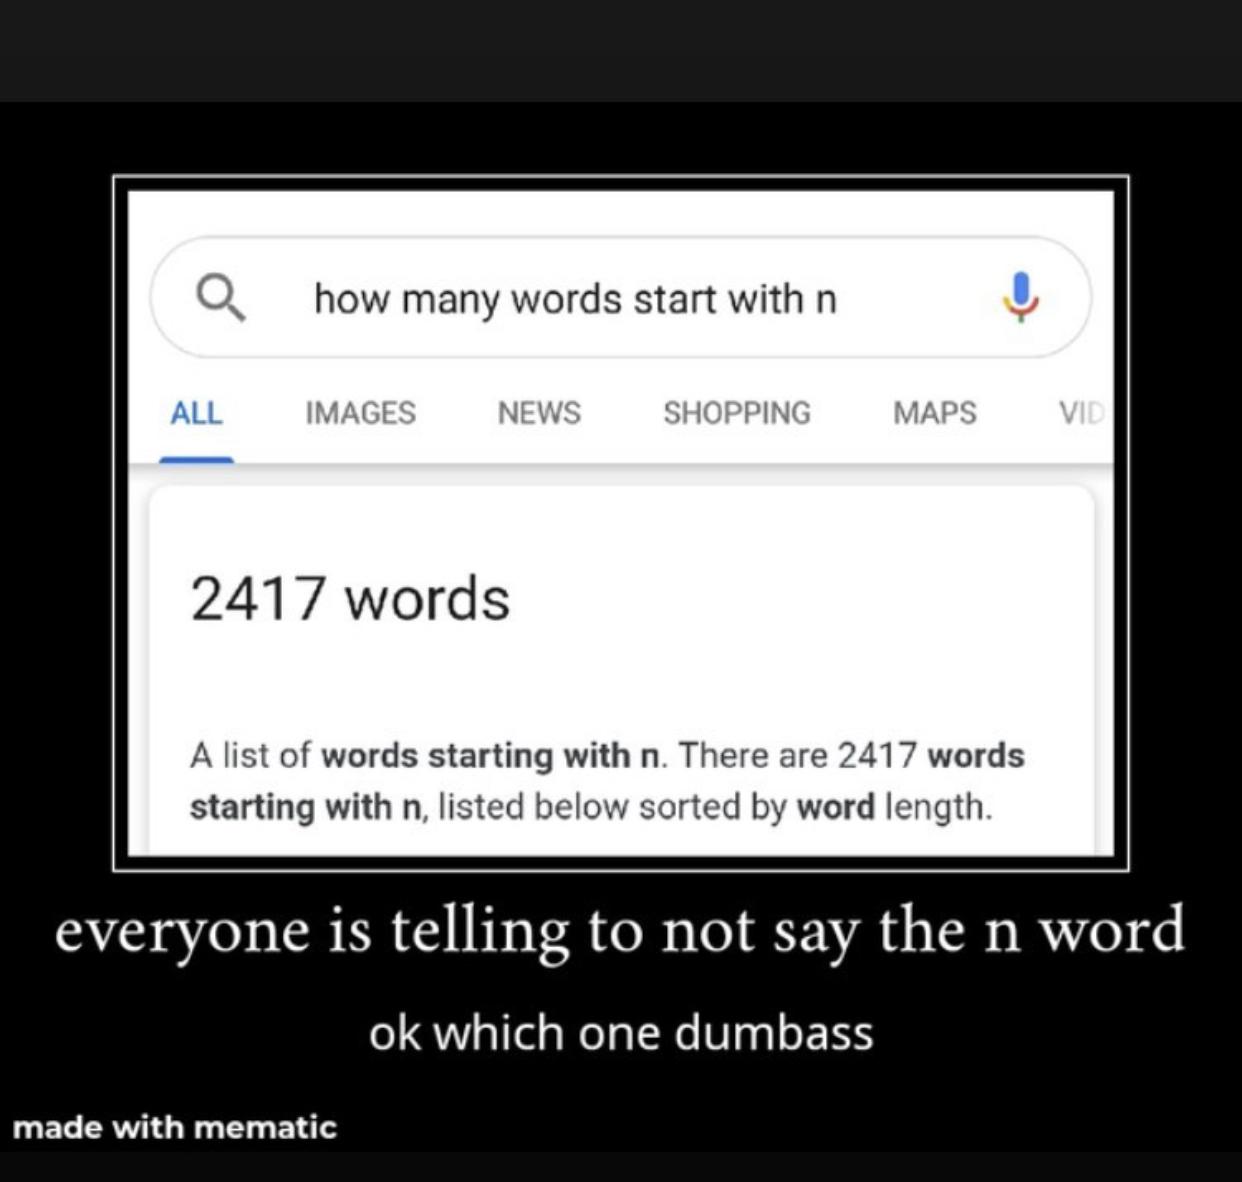 how many words start with n
ALL IMAGES NEWS SHOPPING MAPS VID
2417 words
A list of words starting with n. There are 2417 words
starting with n, listed below sorted by word length.
everyone is telling to not say the n word
ok which one dumbass
made with mematic